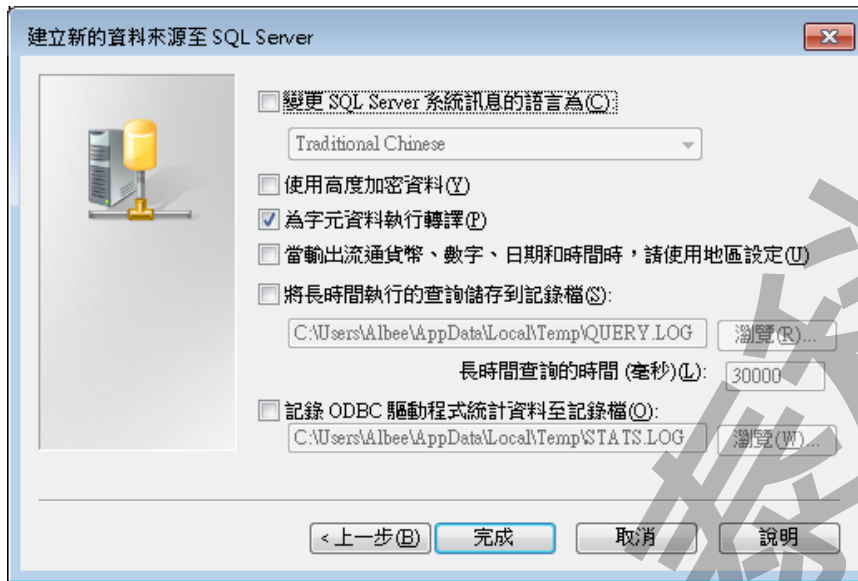 建立新的資料來源至 SQL Server
變更 SQL Server 系統訊息的語言為(C):
Traditional Chinese
使用高度加密資料(Y)
為字元資料執行轉譯(P)
當輸出流通貨幣、數字、日期和時間時，請使用地區設定(U)
將長時間執行的查詢儲存到記錄檔(S):
C:\Users\Albee\AppData\Local\Temp\QUERY.LOG 瀏覽(R)...
長時間查詢的時間 (毫秒)(L): 30000
記錄 ODBC 驅動程式統計資料至記錄檔(O):
C:\Users\Albee\AppData\Local\Temp\STATS.LOG 瀏覽(W)...
<上一步(B) 完成 取消 說明